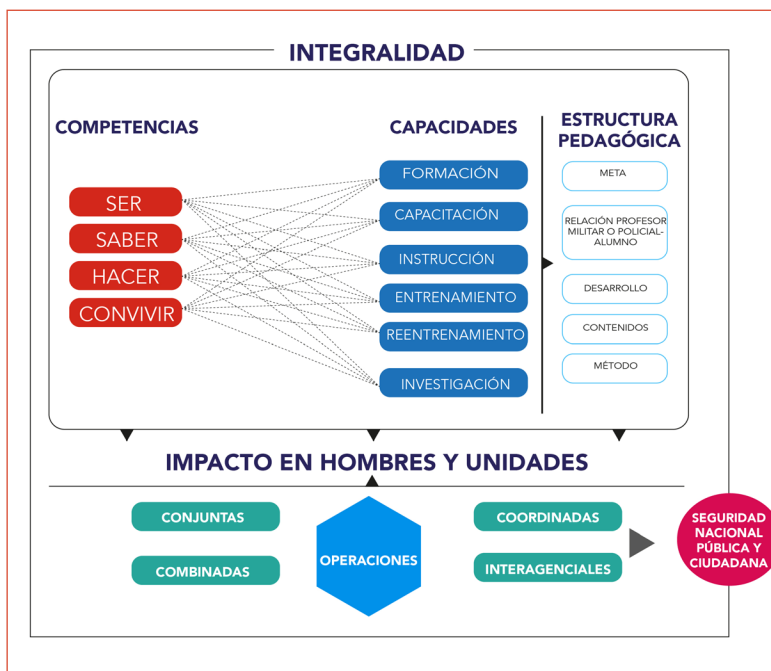 INTEGRALIDAD
COMPETENCIAS
SER
SABER
HACER
CONVIVIR
CAPACIDADES
FORMACIÓN
CAPACITACIÓN
INSTRUCCIÓN
ENTRENAMIENTO
REENTRENAMIENTO
INVESTIGACIÓN
ESTRUCTURA
PEDAGÓGICA
META
RELACIÓN PROFESOR
MILITAR O POLICIAL-
ALUMNO
DESARROLLO
CONTENIDOS
MÉTODO
IMPACTO EN HOMBRES Y UNIDADES
CONJUNTAS
COMBINADAS
OPERACIONES
COORDINADAS
INTERAGENCIALES
SEGURIDAD
NACIONAL
PÚBLICA Y
CIUDADANA